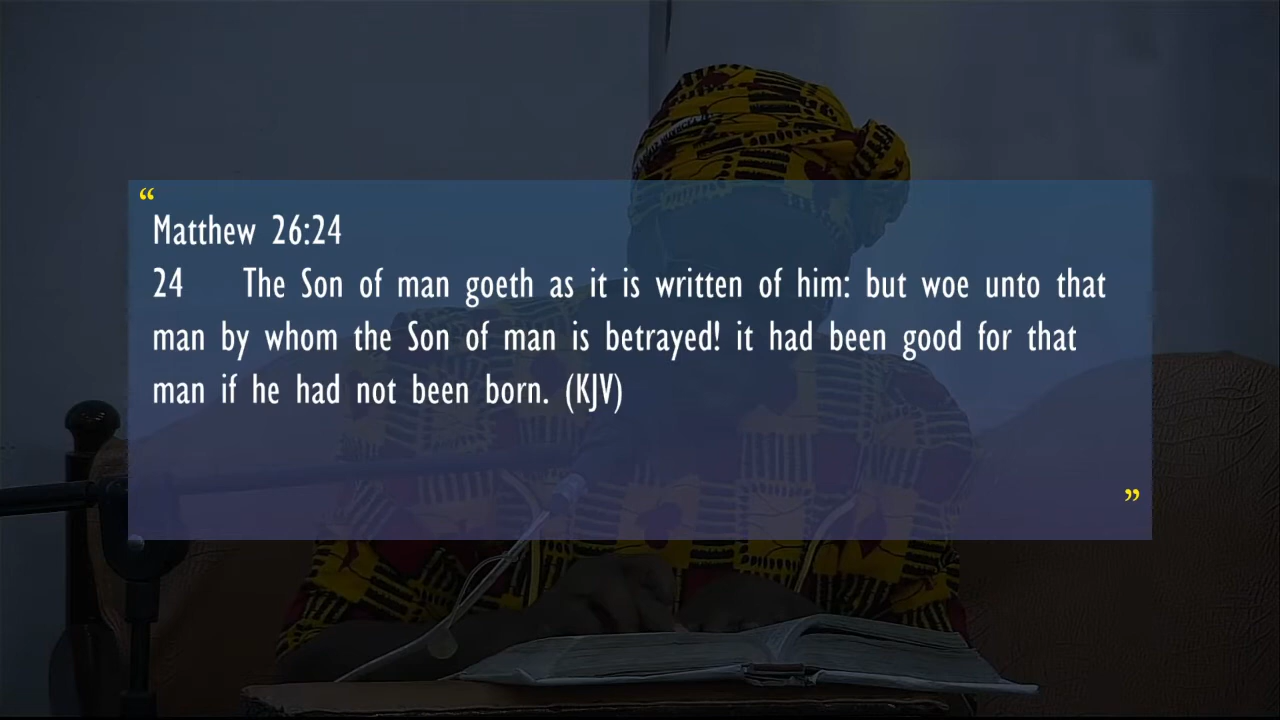 “
Matthew 26:24
24 The Son of man goeth as it is written of him: but woe unto that
man by whom the Son of man is betrayed! it had been good for that
man if he had not been born. (KJV)
”